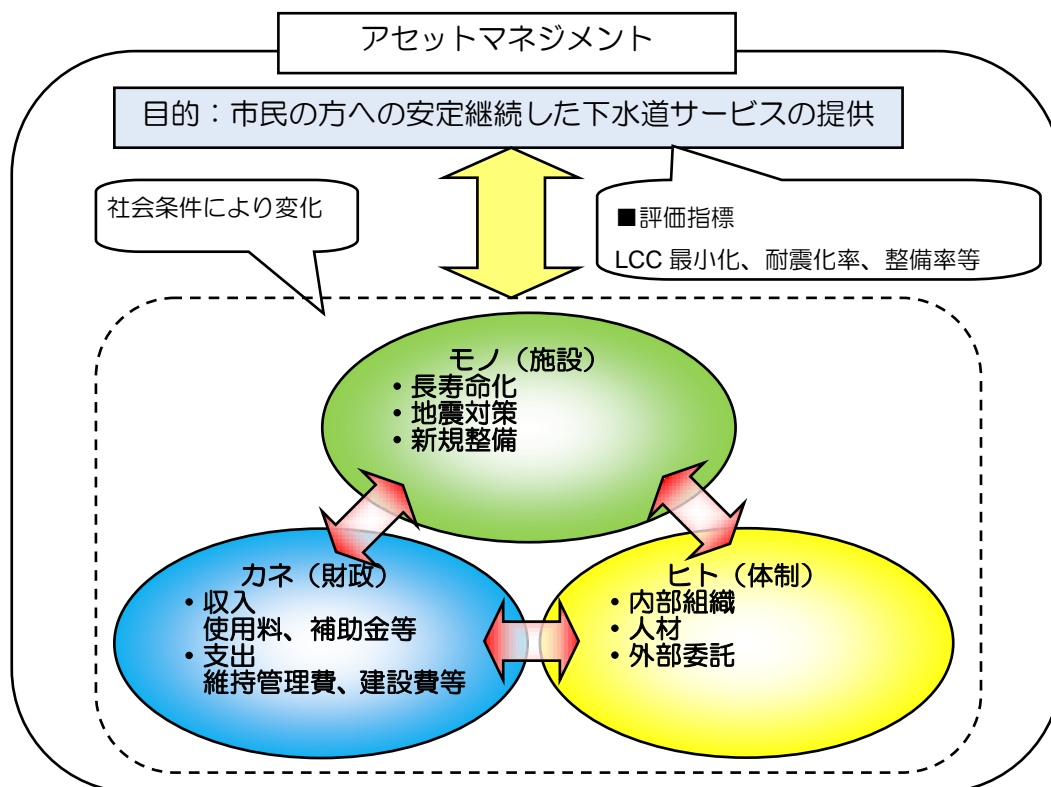 アセットマネジメント
目的：市民の方への安定継続した下水道サービスの提供
社会条件により変化
■評価指標
LCC 最小化、耐震化率、整備率等
モノ（施設）
・長寿命化
・地震対策
・新規整備
カネ（財政）
・収入
使用料、補助金等
・支出
維持管理費、建設費等
ヒト（体制）
・内部組織
・人材
・外部委託